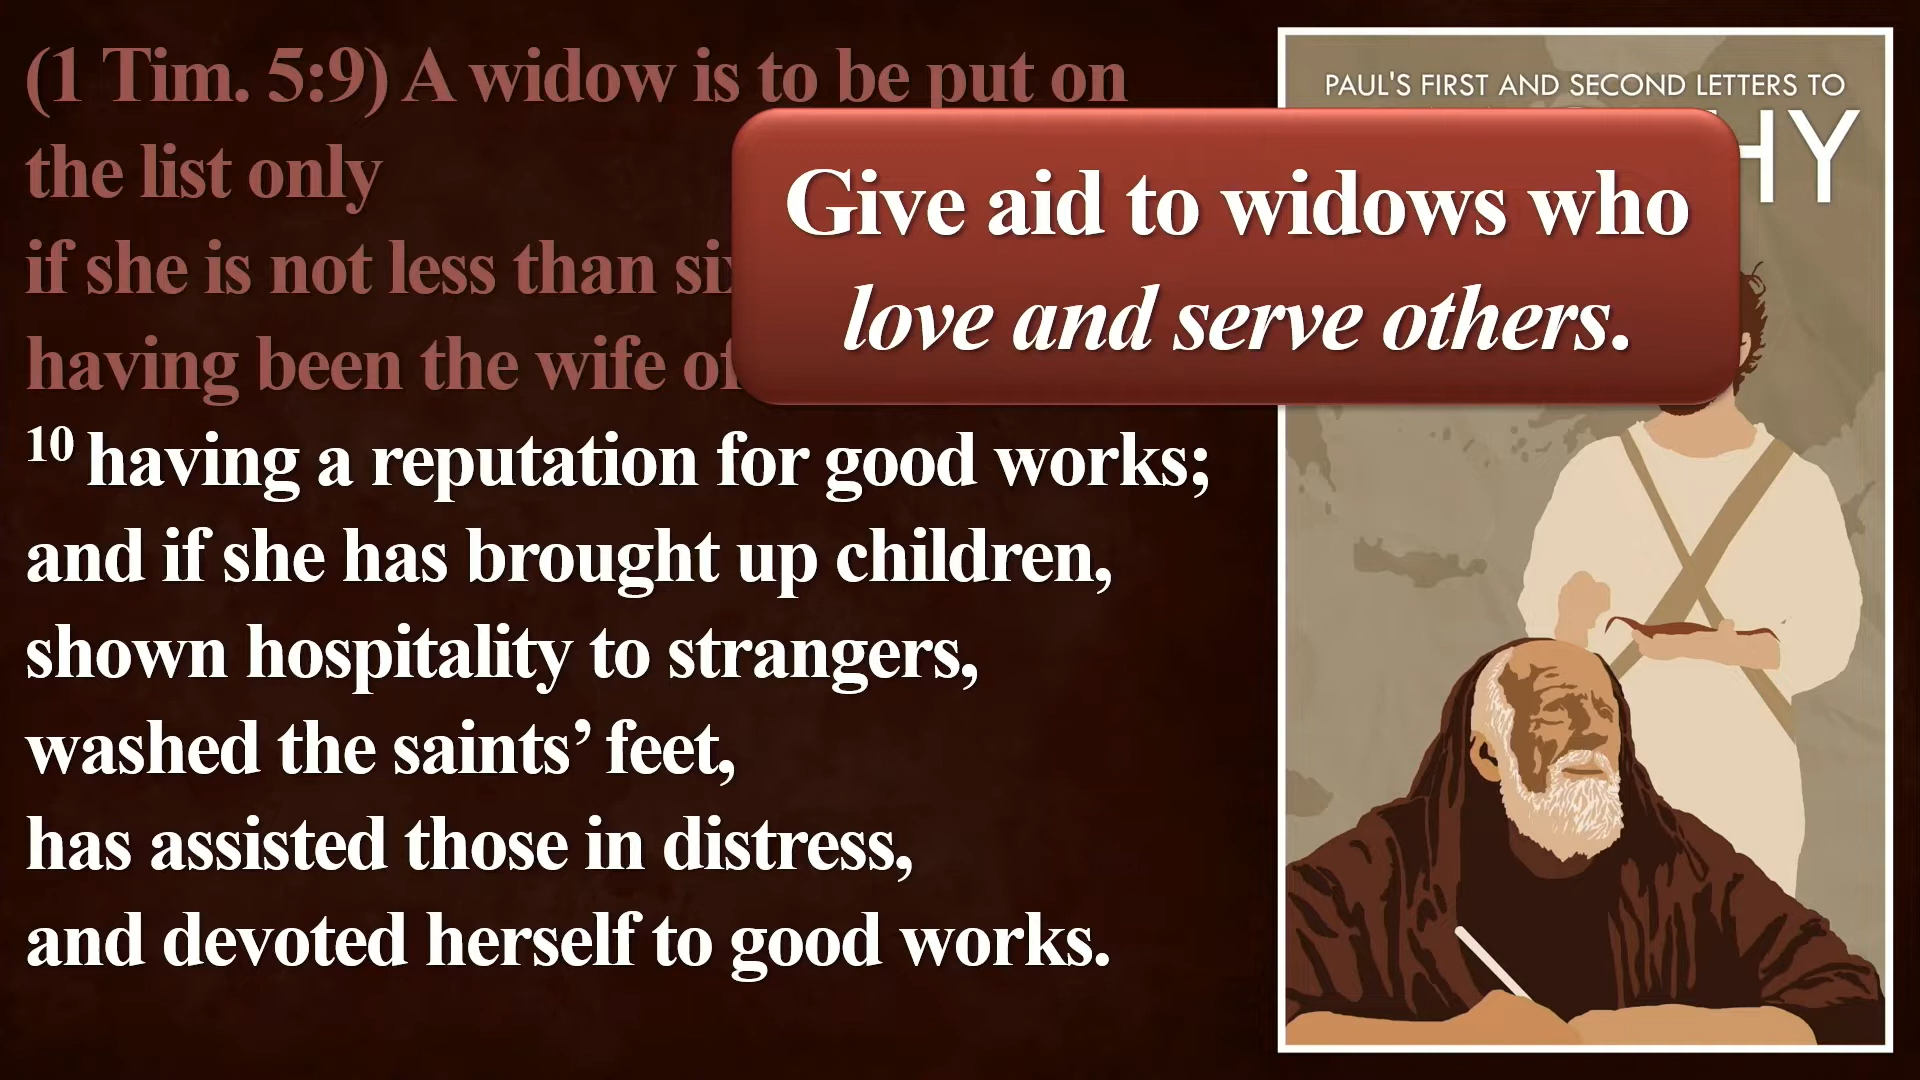 (1 Tim. 5:9) A widow is to be put on
the list only
if she is not less than
having been the wife
10 having a reputation for good works;
and if she has brought up children,
shown hospitality to strangers,
washed the saints’ feet,
has assisted those in distress,
and devoted herself to good works.
Give aid to widows who
love and serve others.
PAUL'S FIRST AND SECOND LETTERS TO
HY